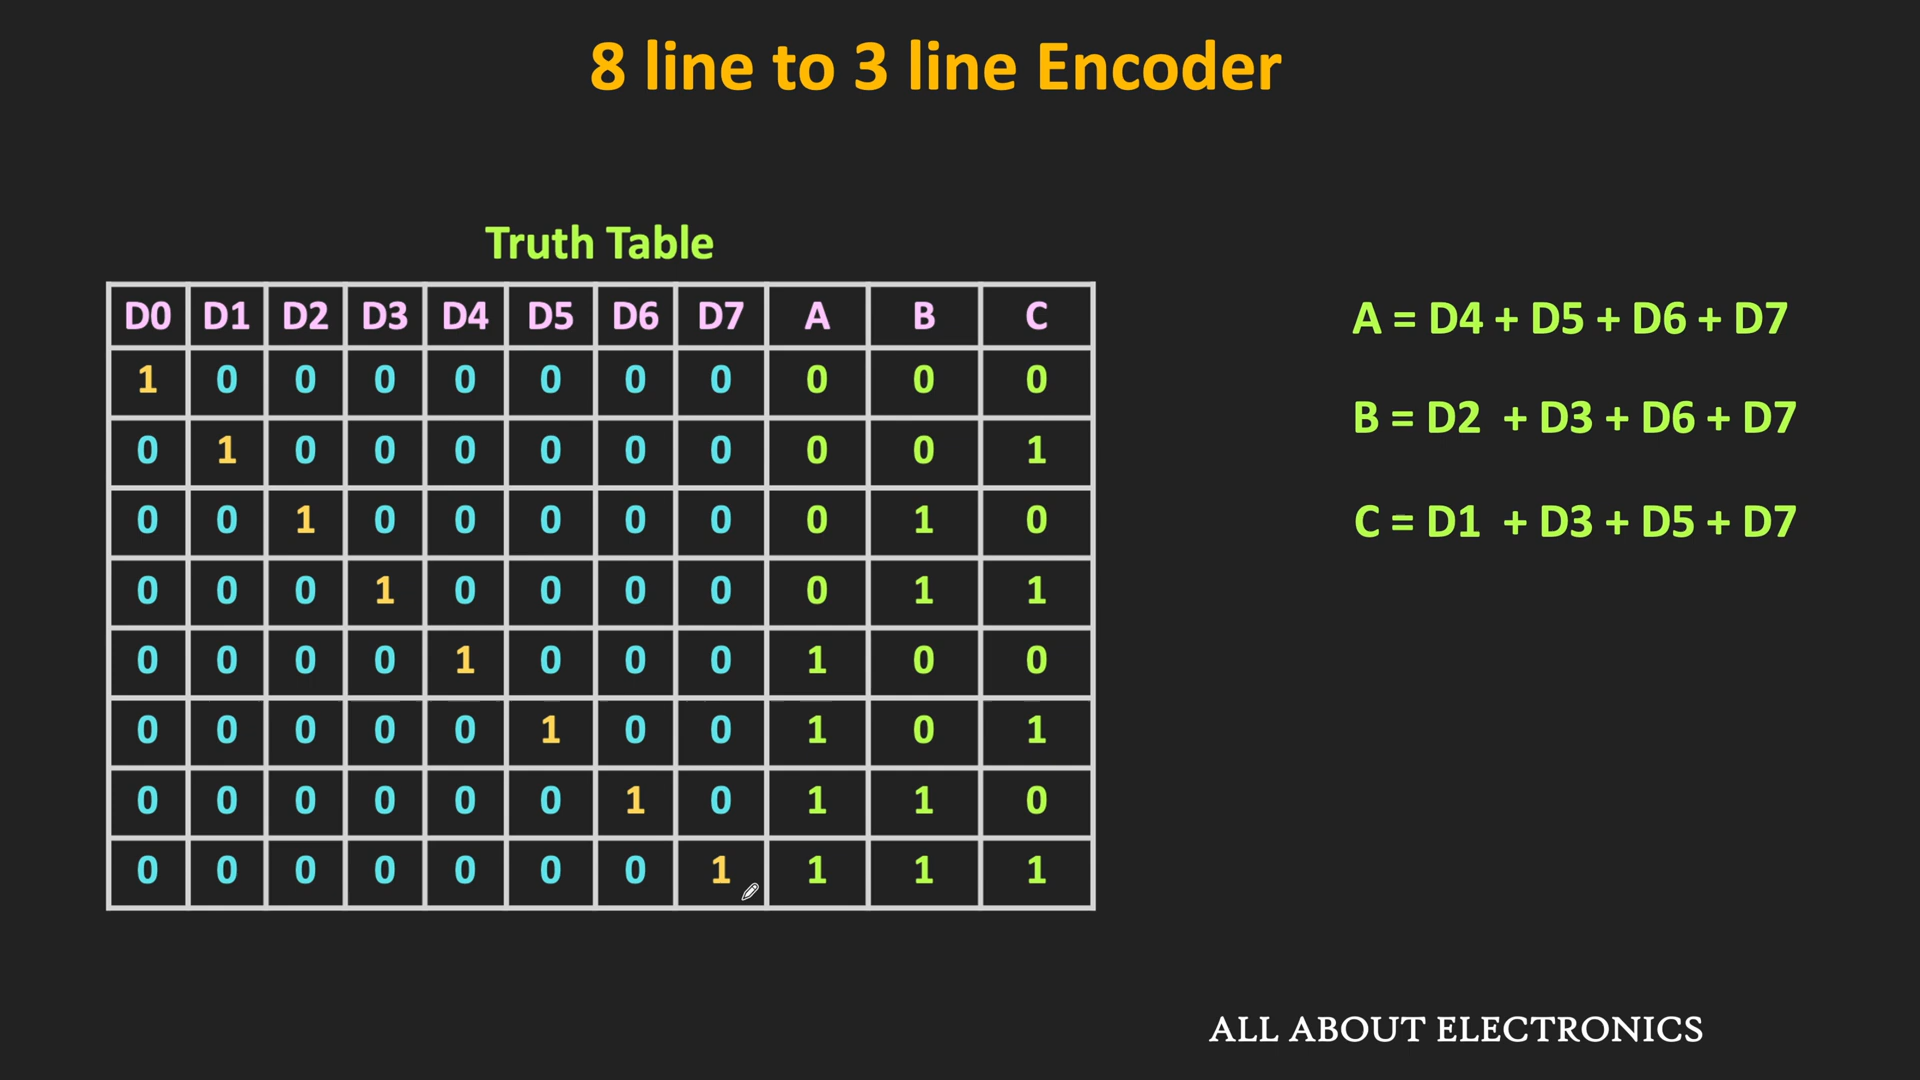 8 line to 3 line Encoder
Truth Table
D0 D1 D2 D3 D4 D5 D6 D7 A B C
1 0 0 0 0 0 0 0 0 0 0
0 1 0 0 0 0 0 0 0 0 1
0 0 1 0 0 0 0 0 0 1 0
0 0 0 1 0 0 0 0 0 1 1
0 0 0 0 1 0 0 0 1 0 0
0 0 0 0 0 1 0 0 1 0 1
0 0 0 0 0 0 1 0 1 1 0
0 0 0 0 0 0 0 1 1 1 1
A = D4 + D5 + D6 + D7
B = D2 + D3 + D6 + D7
C = D1 + D3 + D5 + D7
ALL ABOUT ELECTRONICS